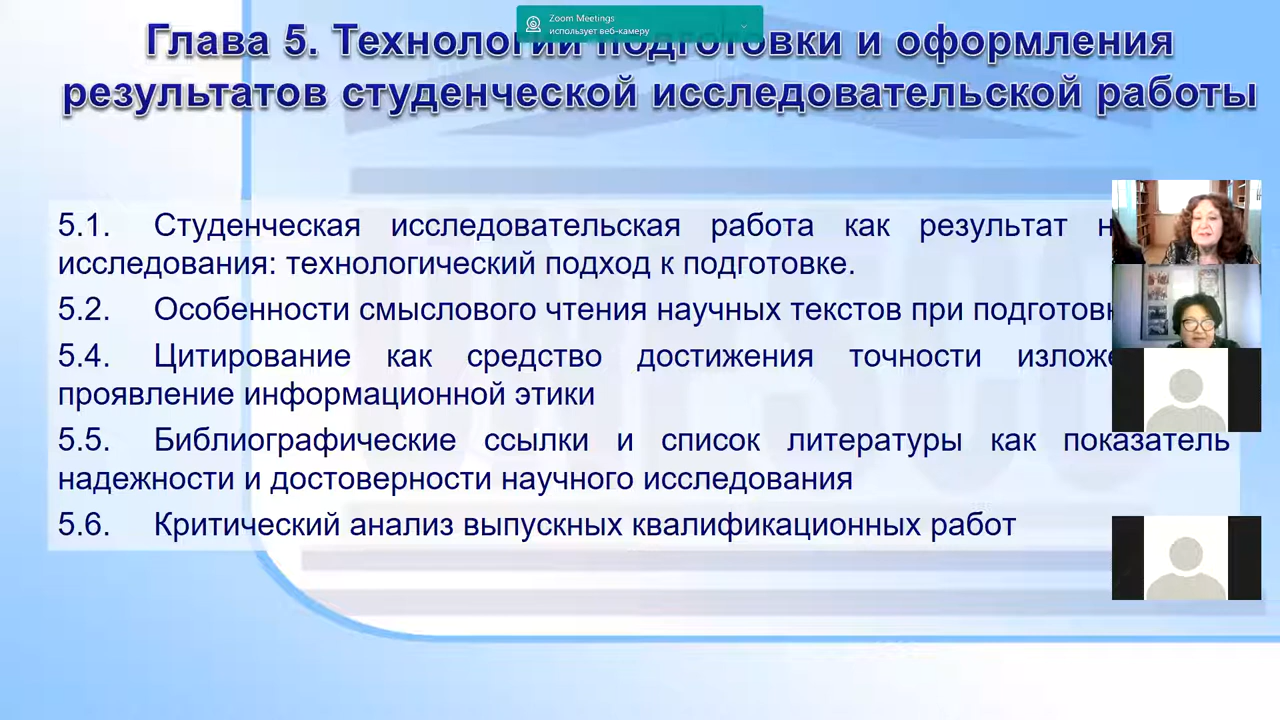 Zoom Meetings
использует веб-камеру
Глава 5. Технологии подготовки и оформления
результатов студенческой исследовательской работы
5.1. Студенческая исследовательская работа как результат
исследования: технологический подход к подготовке.
5.2. Особенности смыслового чтения научных текстов при
5.4. Цитирование как средство достижения точности
проявление информационной этики
5.5. Библиографические ссылки и список литературы как показатель
надежности и достоверности научного исследования
5.6. Критический анализ выпускных квалификационных работ